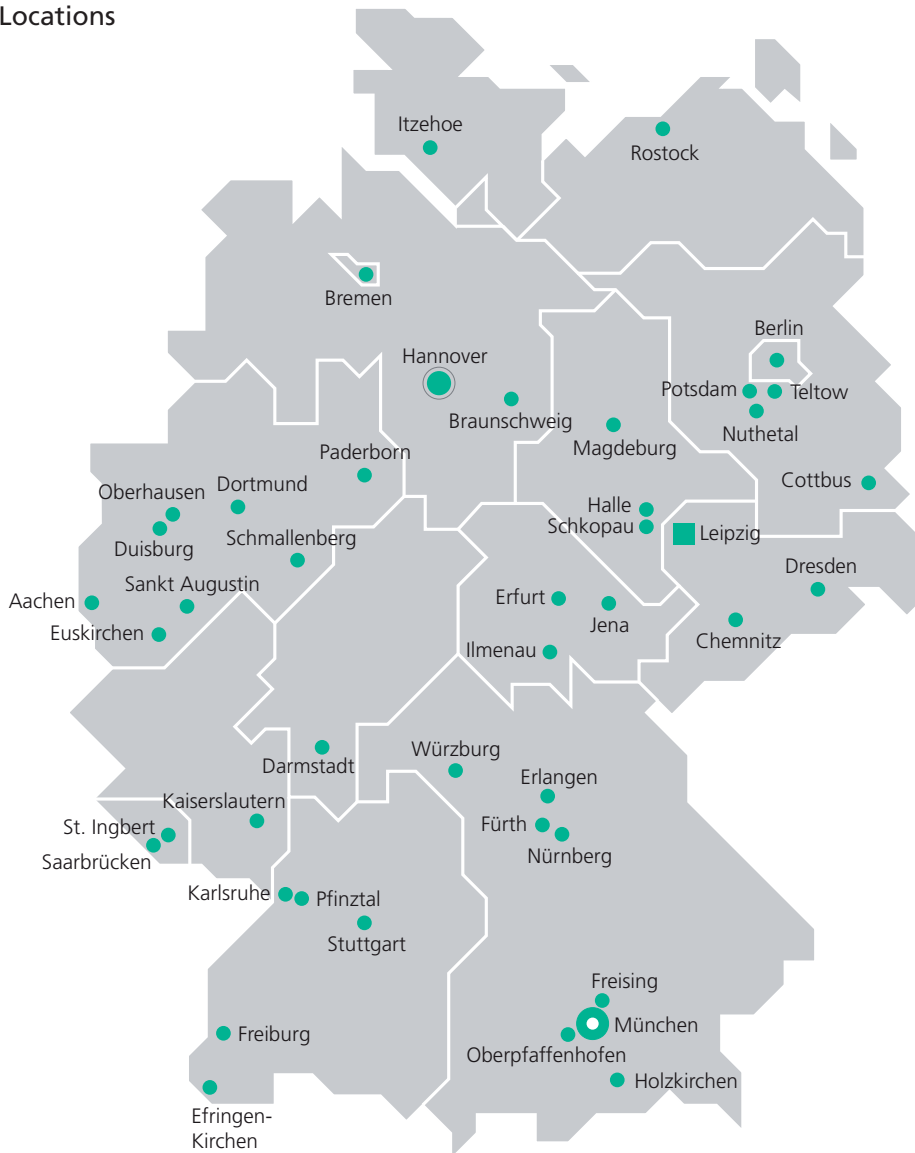 Locations
Itzehoe
Rostock
Bremen
Berlin
Hannover
Potsdam
Teltow
Braunschweig
Nuthetal
Magdeburg
Paderborn
Cottbus
Dortmund
Oberhausen
Halle
Schkopau
Leipzig
Duisburg
Schmallenberg
Dresden
Sankt Augustin
Aachen
Erfurt
Jena
Euskirchen
Chemnitz
Ilmenau
Würzburg
Darmstadt
Erlangen
Kaiserslautern
Fürth
St. Ingbert
Nürnberg
Saarbrücken
Karlsruhe
Pfinztal
Stuttgart
Freising
München
Freiburg
Oberpfaffenhofen
Holzkirchen
Efringen-
Kirchen